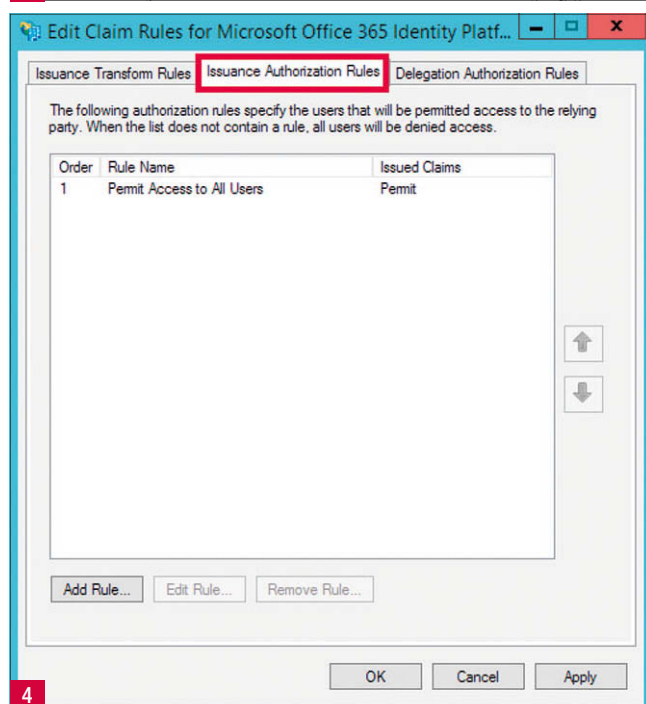 Edit Claim Rules for Microsoft Office 365 Identity Platf...
Issuance Transform Rules Issuance Authorization Rules Delegation Authorization Rules
The following authorization rules specify the users that will be permitted access to the relying
party. When the list does not contain a rule, all users will be denied access.
Order Rule Name Issued Claims
1 Permit Access to All Users Permit
Add Rule... Edit Rule... Remove Rule...
OK Cancel Apply
4